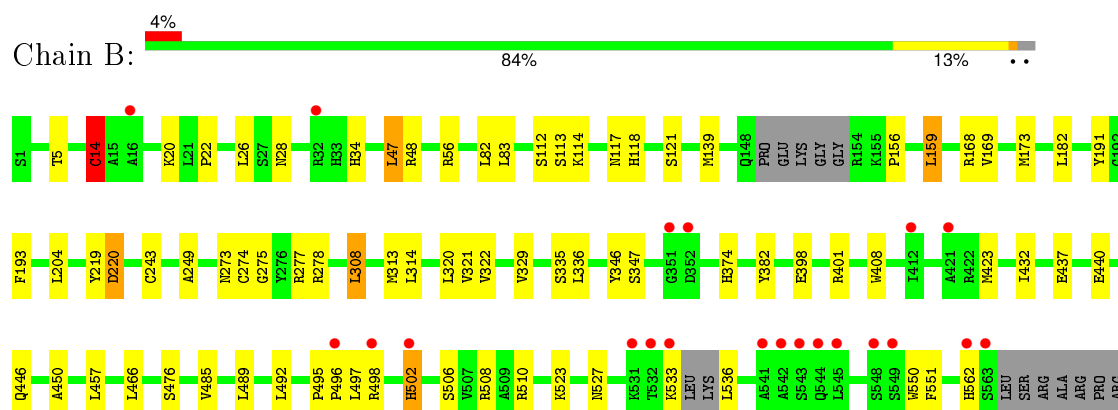 4%
Chain B:
84% 13% • •
S1 T5 C14 A15 A16 K20 L21 P22 L26 S27 N28 R32 H33 H34 L47 R48 R56 L82 L83 S112 S113 K114 N117 H118 S121 M139 Q148 PRO GLU LYS GLY GLY R154 K155 P156 L159 R168 V169 M173 L182 Y191
F193 L204 Y219 D220 C243 A249 N273 C274 G275 Y276 R277 R278 L308 M313 L314 L320 V321 V322 V329 S335 L336 Y346 S347 G351 D352 H374 Y382 E398 R401 W408 I412 A421 R422 M423 I432 E437 E440
Q446 A450 L457 L466 S476 V485 L489 L492 P495 P496 L497 R498 H502 S506 V507 R508 A509 R510 K523 N527 K531 T532 K533 LEU LYS L536 A541 A542 S543 Q544 L545 S548 S549 W550 F551 H562 S563 LEU SER ARG ALA ARG PRO